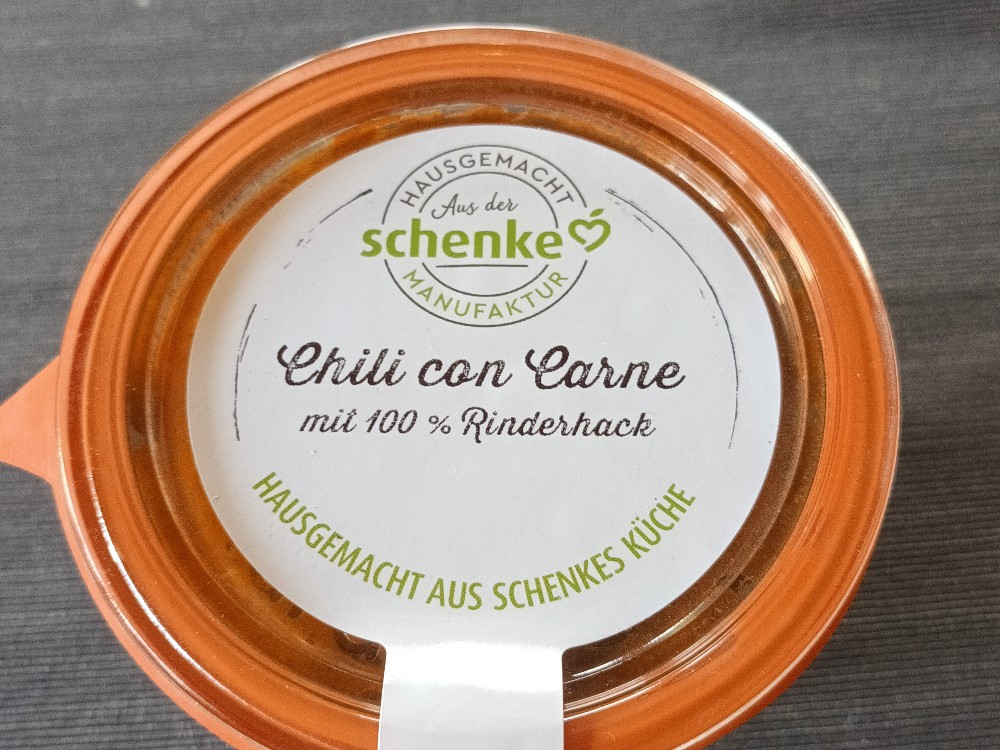 HAUSGEMACHT
Aus der
schenke
MANUFAKTUR
Chili con Carne
mit 100 % Rinderhack
HAUSGEMACHT AUS SCHENKES KÜCHE